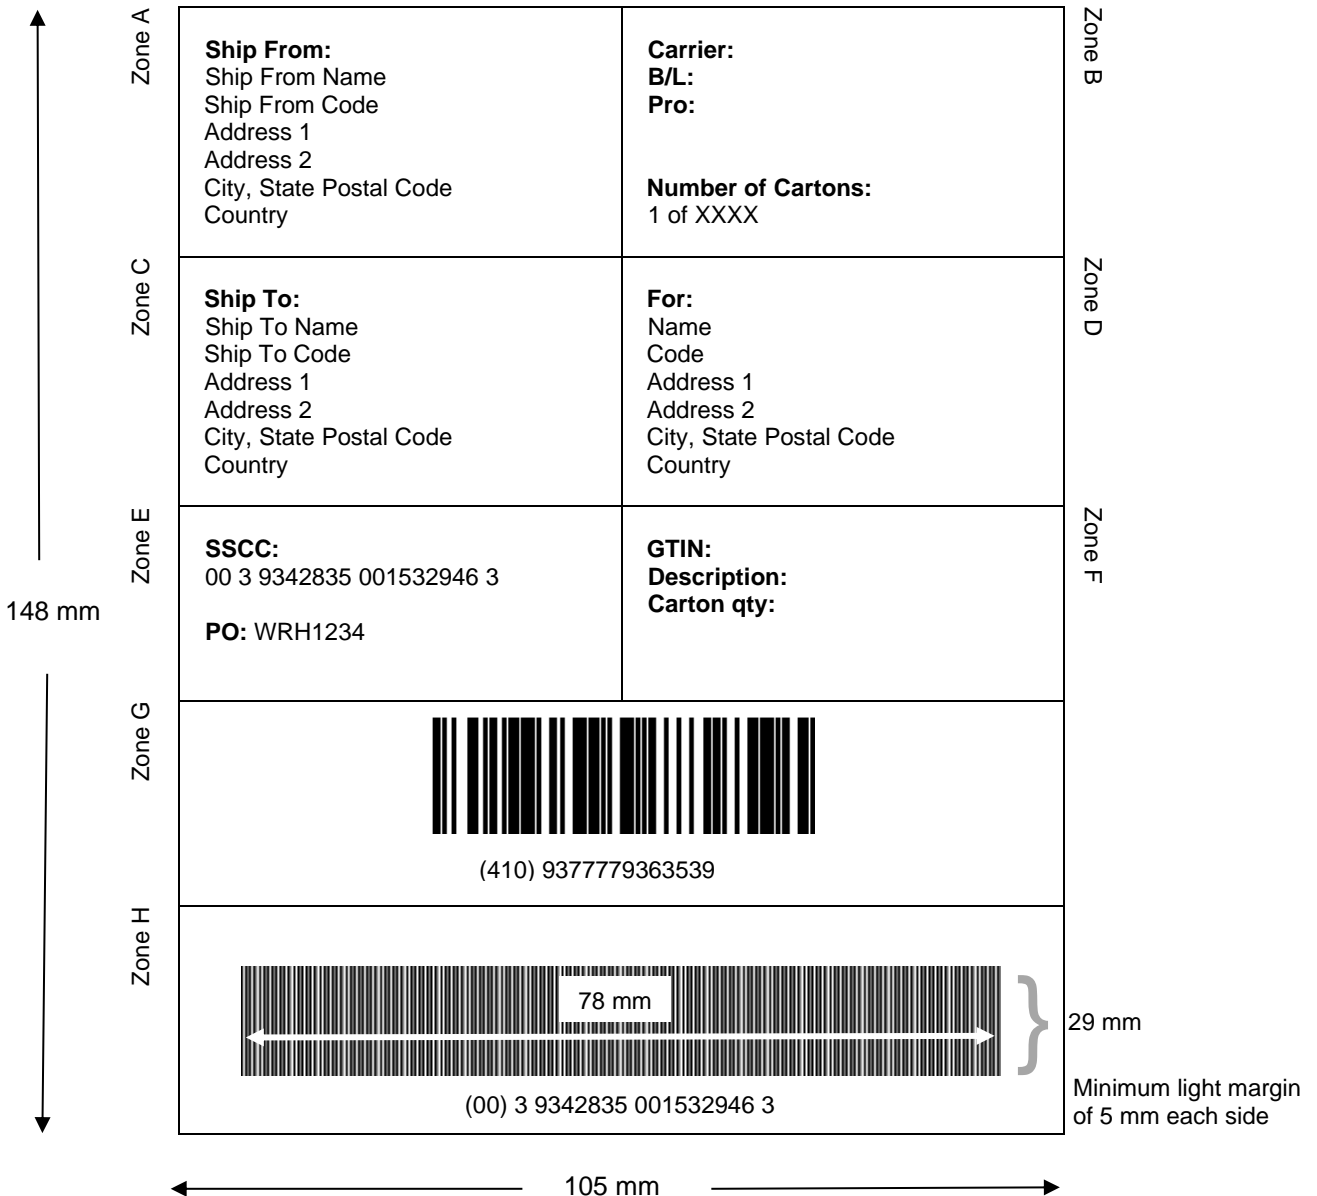 Zone A
Ship From:
Ship From Name
Ship From Code
Address 1
Address 2
City, State Postal Code
Country
Carrier:
B/L:
Pro:
Number of Cartons:
1 of XXXX
Zone B
Zone C
Ship To:
Ship To Name
Ship To Code
Address 1
Address 2
City, State Postal Code
Country
For:
Name
Code
Address 1
Address 2
City, State Postal Code
Country
Zone D
Zone E
SSCC:
00 3 9342835 001532946 3
PO: WRH1234
GTIN:
Description:
Carton qty:
Zone F
148 mm
Zone G
(410) 9377779363539
Zone H
78 mm
29 mm
(00) 3 9342835 001532946 3
Minimum light margin
of 5 mm each side
105 mm